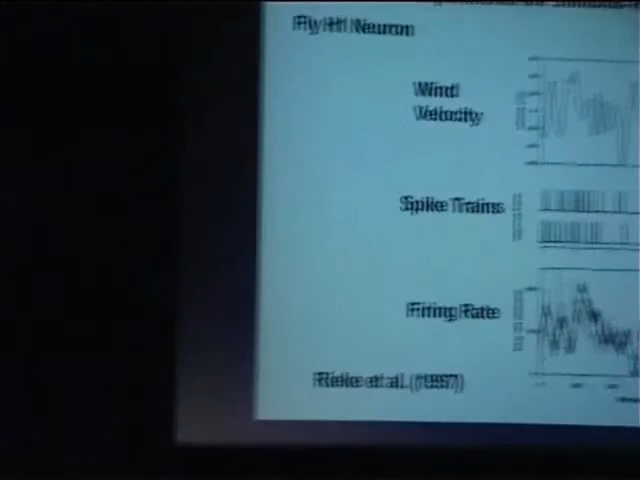 Fly H1 Neuron
Wind
Velocity
Spike Trains
Firing Rate
Rieke et al. (1997)